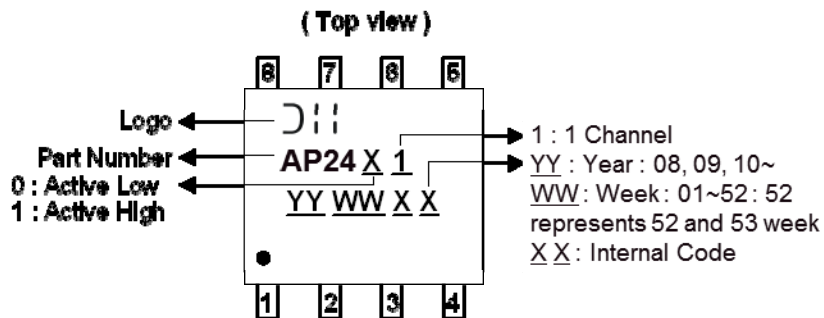 ( Top view )
8 7 6 5
Logo
Part Number
0 : Active Low
1 : Active High
AP24 X 1
YY WW X X
1 : 1 Channel
YY : Year : 08, 09, 10~
WW : Week : 01~52 : 52
represents 52 and 53 week
X X : Internal Code
1 2 3 4